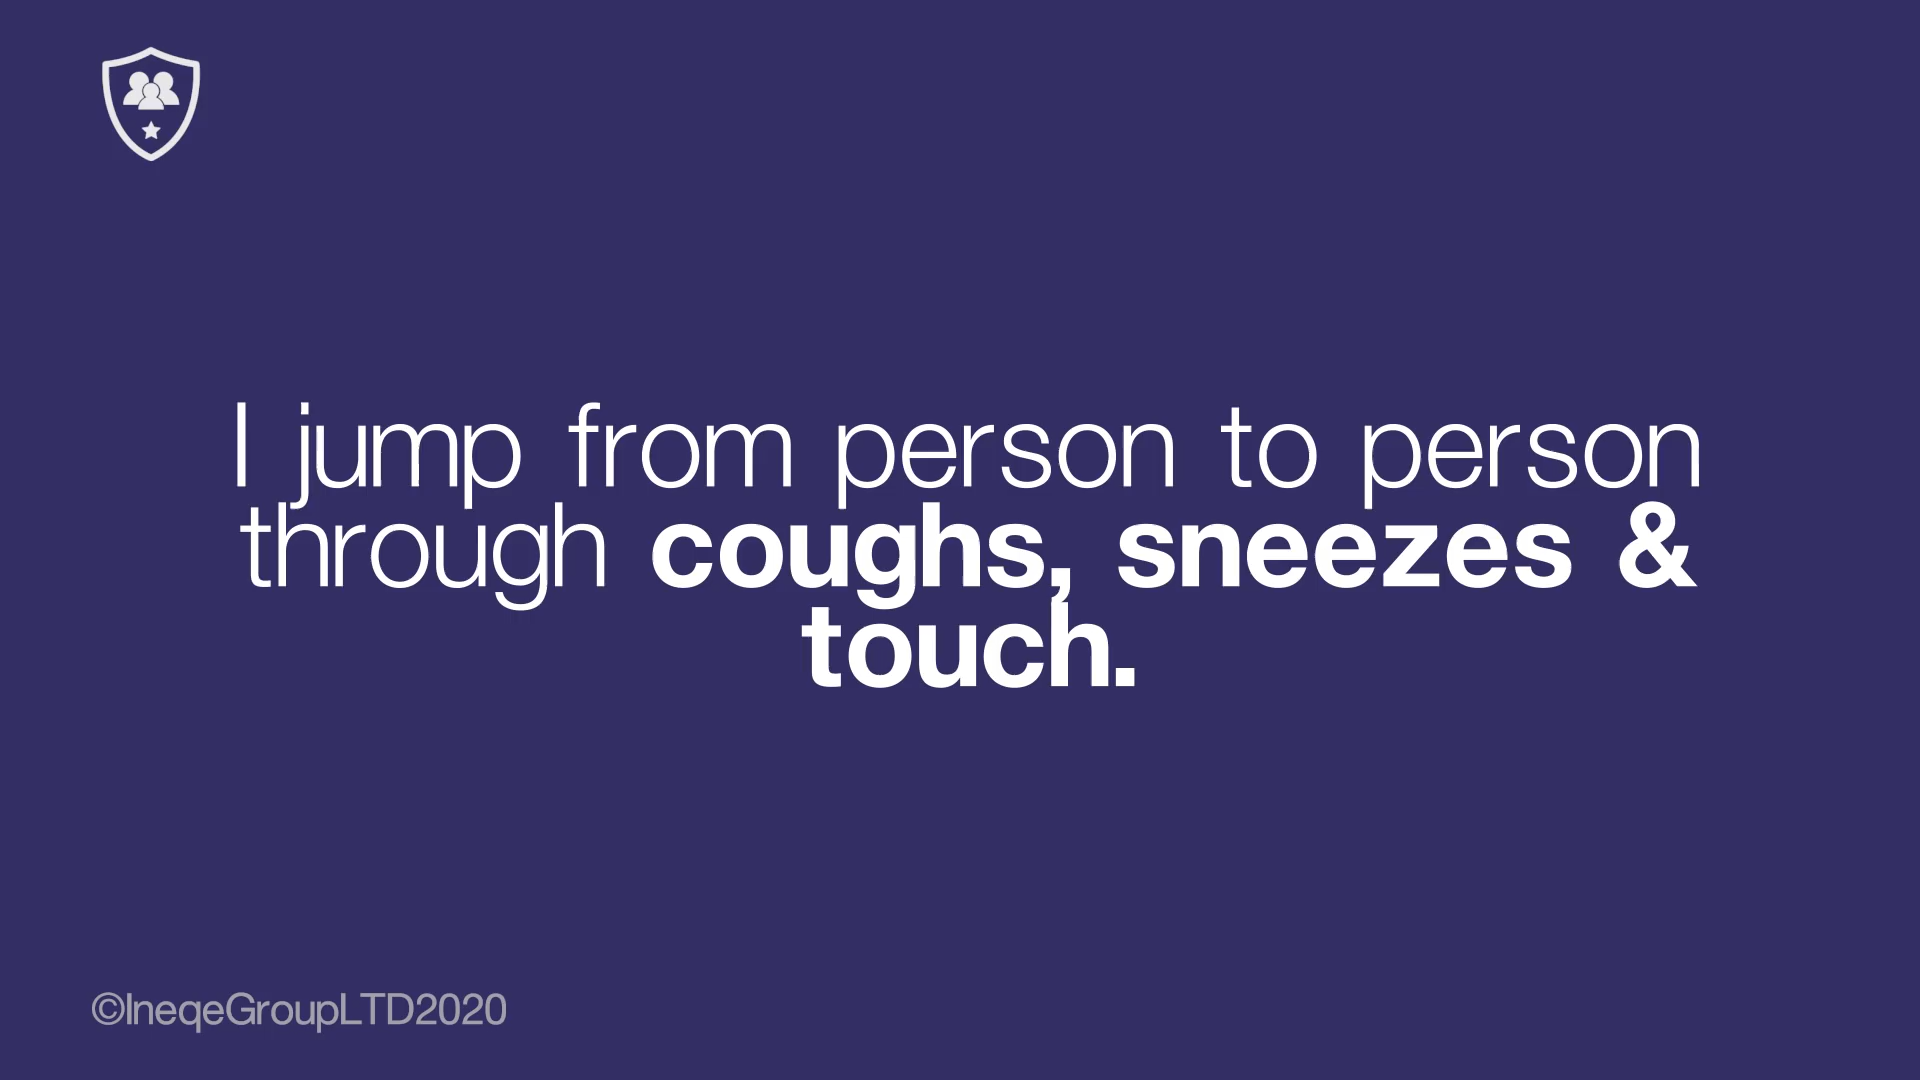 I jump from person to person
through coughs, sneezes &
touch.
©IneqeGroupLTD2020